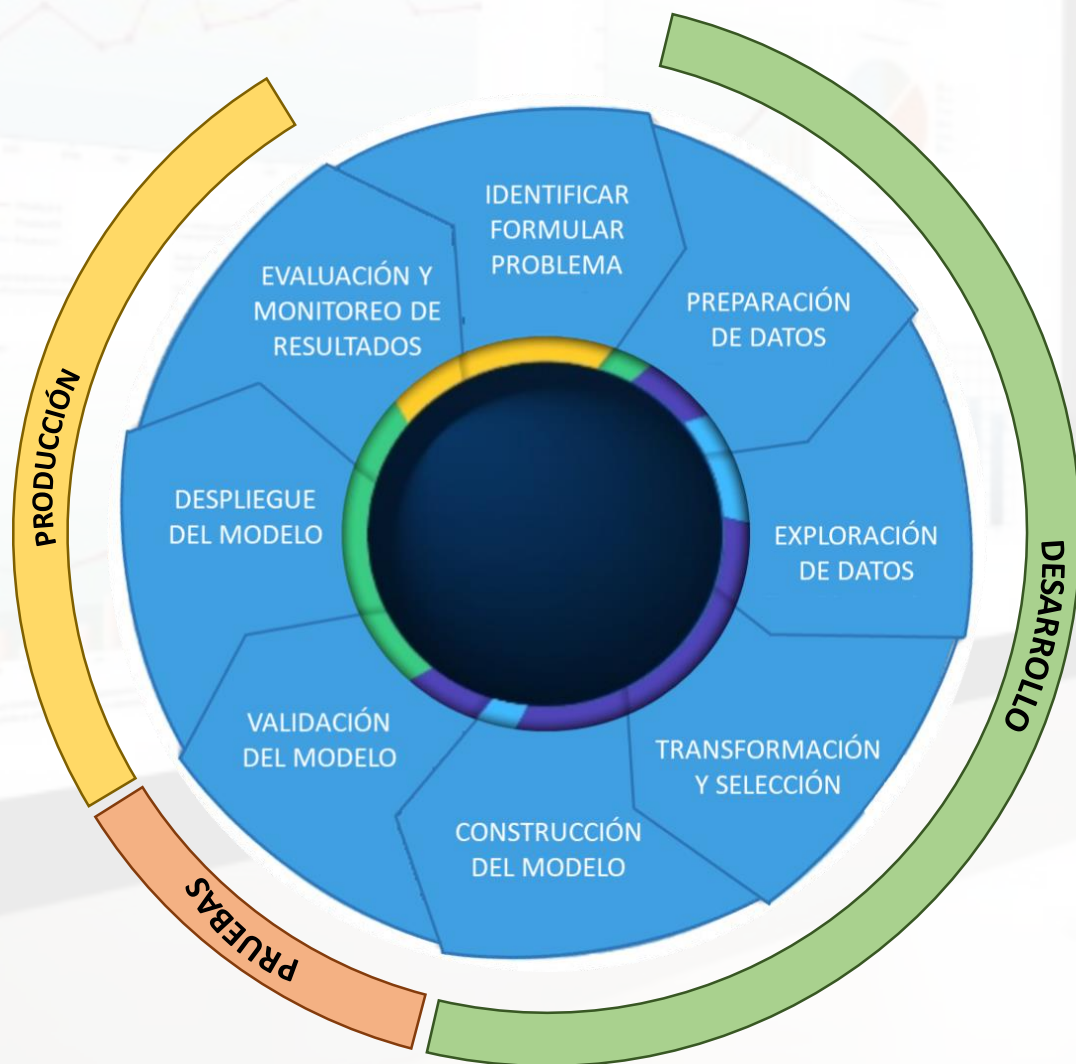 IDENTIFICAR
FORMULAR
PROBLEMA
PREPARACIÓN
DE DATOS
EXPLORACIÓN
DE DATOS
TRANSFORMACIÓN
Y SELECCIÓN
CONSTRUCCIÓN
DEL MODELO
VALIDACIÓN
DEL MODELO
DESPLIEGUE
DEL MODELO
EVALUACIÓN Y
MONITOREO DE
RESULTADOS
DESARROLLO
PRUEBAS
PRODUCCIÓN